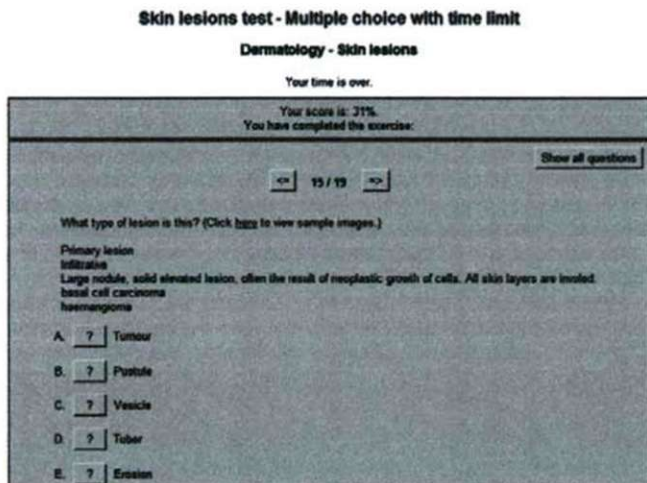 Skin lesions test - Multiple choice with time limit
Dermatology - Skin lesions
Your time is over.
Your score is: 31%.
You have completed the exercise:
Show all questions
<= 15 / 19 =>
What type of lesion is this? (Click here to view sample images.)
Primary lesion
Infiltrative
Large nodule, solid elevated lesion, often the result of neoplastic growth of cells. All skin layers are involed.
basal cell carcinoma
haemangioma
A. ? Tumour
B. ? Pustule
C. ? Vesicle
D. ? Tuber
E. ? Erosion